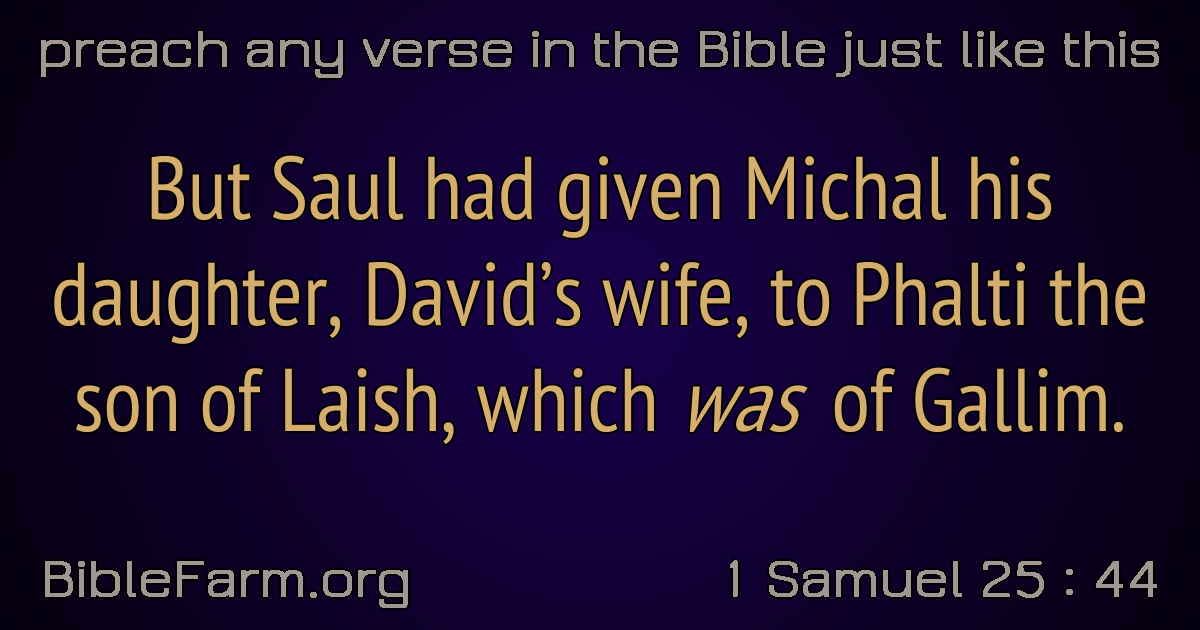 preach any verse in the Bible just like this
But Saul had given Michal his
daughter, David’s wife, to Phalti the
son of Laish, which was of Gallim.
BibleFarm.org
1 Samuel 25 : 44